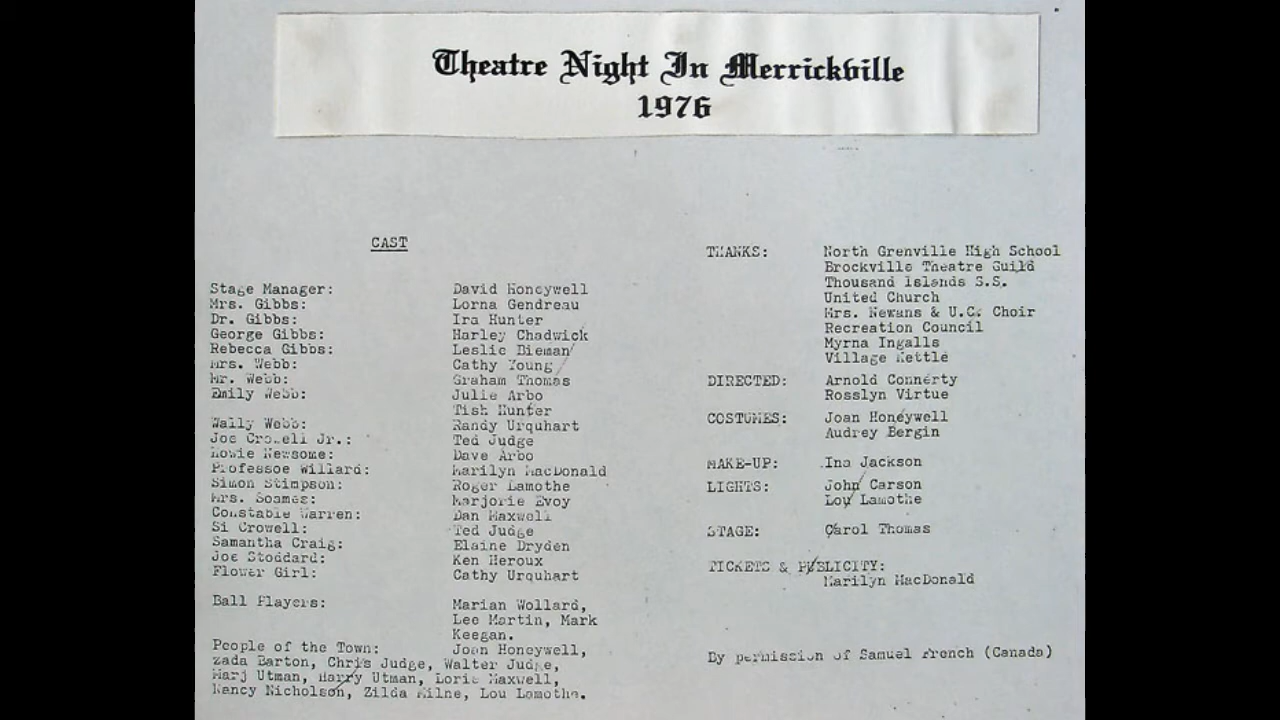 Theatre Night In Merrickville
1976
CAST
Stage Manager: David Honeywell
Mrs. Gibbs: Lorna Gendreau
Dr. Gibbs: Ira Hunter
George Gibbs: Harley Chadwick
Rebecca Gibbs: Leslie Dieman
Mrs. Webb: Cathy Young
Mr. Webb: Graham Thomas
Emily Webb: Julie Arbo
Tish Hunter
Wally Webb: Randy Urquhart
Joe Crowell Jr.: Ted Judge
Howie Newsome: Dave Arbo
Professoe Willard: Marilyn MacDonald
Simon Stimpson: Roger Lamothe
Mrs. Soames: Marjorie Evoy
Constable Warren: Dan Maxwell
Si Crowell: Ted Judge
Samantha Craig: Elaine Dryden
Joe Stoddard: Ken Heroux
Flower Girl: Cathy Urquhart
Ball Players: Marian Wollard,
Lee Martin, Mark
Keegan.
People of the Town: Joan Honeywell,
Zada Barton, Chris Judge, Walter Judge,
Marj Utman, Harry Utman, Lorie Maxwell,
Nancy Nicholson, Zilda Milne, Lou Lamothe.
THANKS: North Grenville High School
Brockville Theatre Guild
Thousand Islands S.S.
United Church
Mrs. Newans & U.C. Choir
Recreation Council
Myrna Ingalls
Village Kettle
DIRECTED: Arnold Connerty
Rosslyn Virtue
COSTUMES: Joan Honeywell
Audrey Bergin
MAKE-UP: Ina Jackson
LIGHTS: John Carson
Lou Lamothe
STAGE: Carol Thomas
TICKETS & PUBLICITY:
Marilyn MacDonald
By permission of Samuel French (Canada)